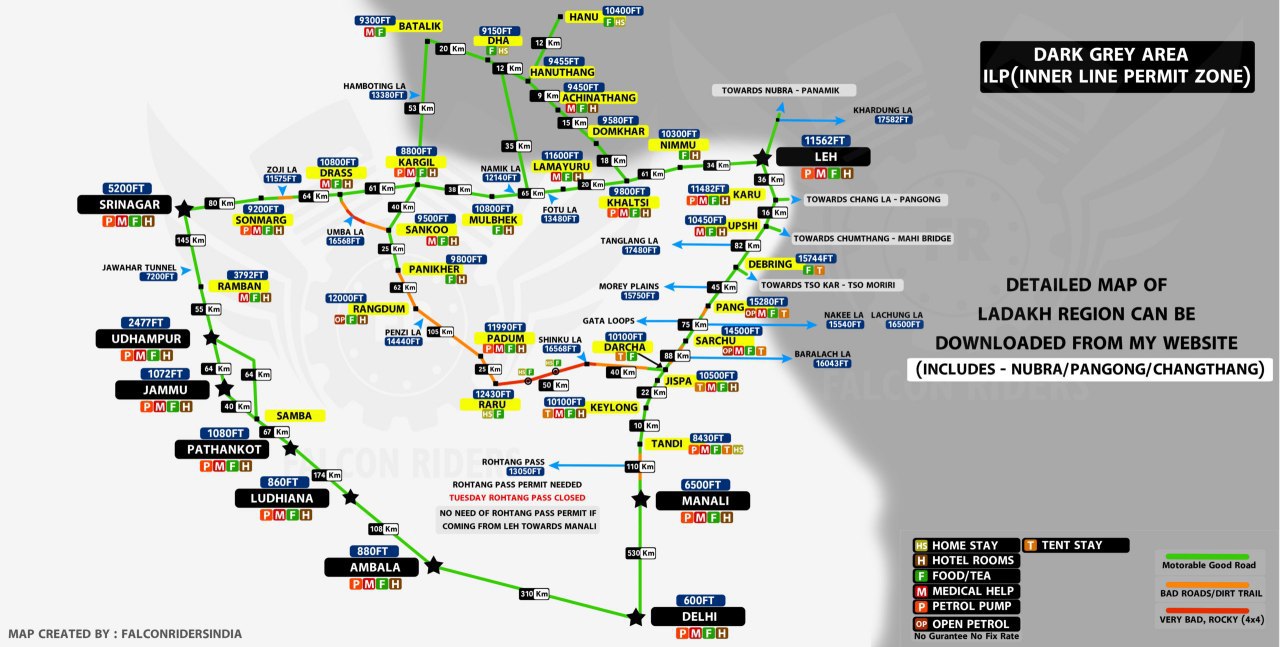 DARK GREY AREA
ILP(INNER LINE PERMIT ZONE)
10400FT
HANU
F HS
9300FT
BATALIK
M F
9150FT
DHA
F HS
20 Km
12 Km
12 Km
9455FT
HANUTHANG
9 Km
9450FT
ACHINATHANG
M F H
15 Km
9580FT
DOMKHAR
18 Km
HAMBOTING LA
13380FT
53 Km
35 Km
TOWARDS NUBRA - PANAMIK
KHARDUNG LA
17582FT
10300FT
NIMMU
F H
34 Km
11562FT
LEH
P M F H
8800FT
KARGIL
P M F H
NAMIK LA
12140FT
11600FT
LAMAYURU
M F H
20 Km
61 Km
9800FT
KHALTSI
P M F H
ZOJI LA
11575FT
10800FT
DRASS
M F H
61 Km
38 Km
65 Km
FOTU LA
13480FT
10800FT
MULBHEK
F H
5200FT
SRINAGAR
P M F H
80 Km
64 Km
9200FT
SONMARG
P M F H
UMBA LA
16568FT
40 Km
9500FT
SANKOO
M F H
25 Km
9800FT
PANIKHER
F H
62 Km
12000FT
RANGDUM
OP F H
PENZI LA
14440FT
105 Km
11990FT
PADUM
P M F H
25 Km
12430FT
RARU
HS F
HS F
HS F
50 Km
SHINKU LA
16568FT
40 Km
10100FT
DARCHA
T F
36 Km
11482FT
P M F H
KARU
TOWARDS CHANG LA - PANGONG
16 Km
10450FT
M F H
UPSHI
TOWARDS CHUMTHANG - MAHI BRIDGE
TANGLANG LA
17480FT
82 Km
DEBRING
15744FT
F T
TOWARDS TSO KAR - TSO MORIRI
MOREY PLAINS
15750FT
45 Km
PANG
15280FT
OP M F T
GATA LOOPS
75 Km
NAKEE LA
15540FT
LACHUNG LA
16500FT
14500FT
SARCHU
OP M F T
88 Km
BARALACH LA
16043FT
JISPA
10500FT
T M F H
22 Km
10100FT
T M F H
KEYLONG
10 Km
TANDI
8430FT
P M F T HS
110 Km
ROHTANG PASS
13050FT
ROHTANG PASS PERMIT NEEDED
TUESDAY ROHTANG PASS CLOSED
NO NEED OF ROHTANG PASS PERMIT IF
COMING FROM LEH TOWARDS MANALI
6500FT
MANALI
P M F H
530 Km
600FT
DELHI
P M F H
145 Km
JAWAHAR TUNNEL
7200FT
3792FT
RAMBAN
M F H
55 Km
2477FT
UDHAMPUR
P M F H
64 Km
64 Km
1072FT
JAMMU
P M F H
40 Km
SAMBA
67 Km
1080FT
PATHANKOT
P M F H
174 Km
860FT
LUDHIANA
P M F H
108 Km
880FT
AMBALA
P M F H
310 Km
DETAILED MAP OF
LADAKH REGION CAN BE
DOWNLOADED FROM MY WEBSITE
(INCLUDES - NUBRA/PANGONG/CHANGTHANG)
FALCON RIDERS
HS HOME STAY
T TENT STAY
H HOTEL ROOMS
F FOOD/TEA
M MEDICAL HELP
P PETROL PUMP
OP OPEN PETROL
No Gurantee No Fix Rate
Motorable Good Road
BAD ROADS/DIRT TRAIL
VERY BAD, ROCKY (4x4)
MAP CREATED BY : FALCONRIDERSINDIA